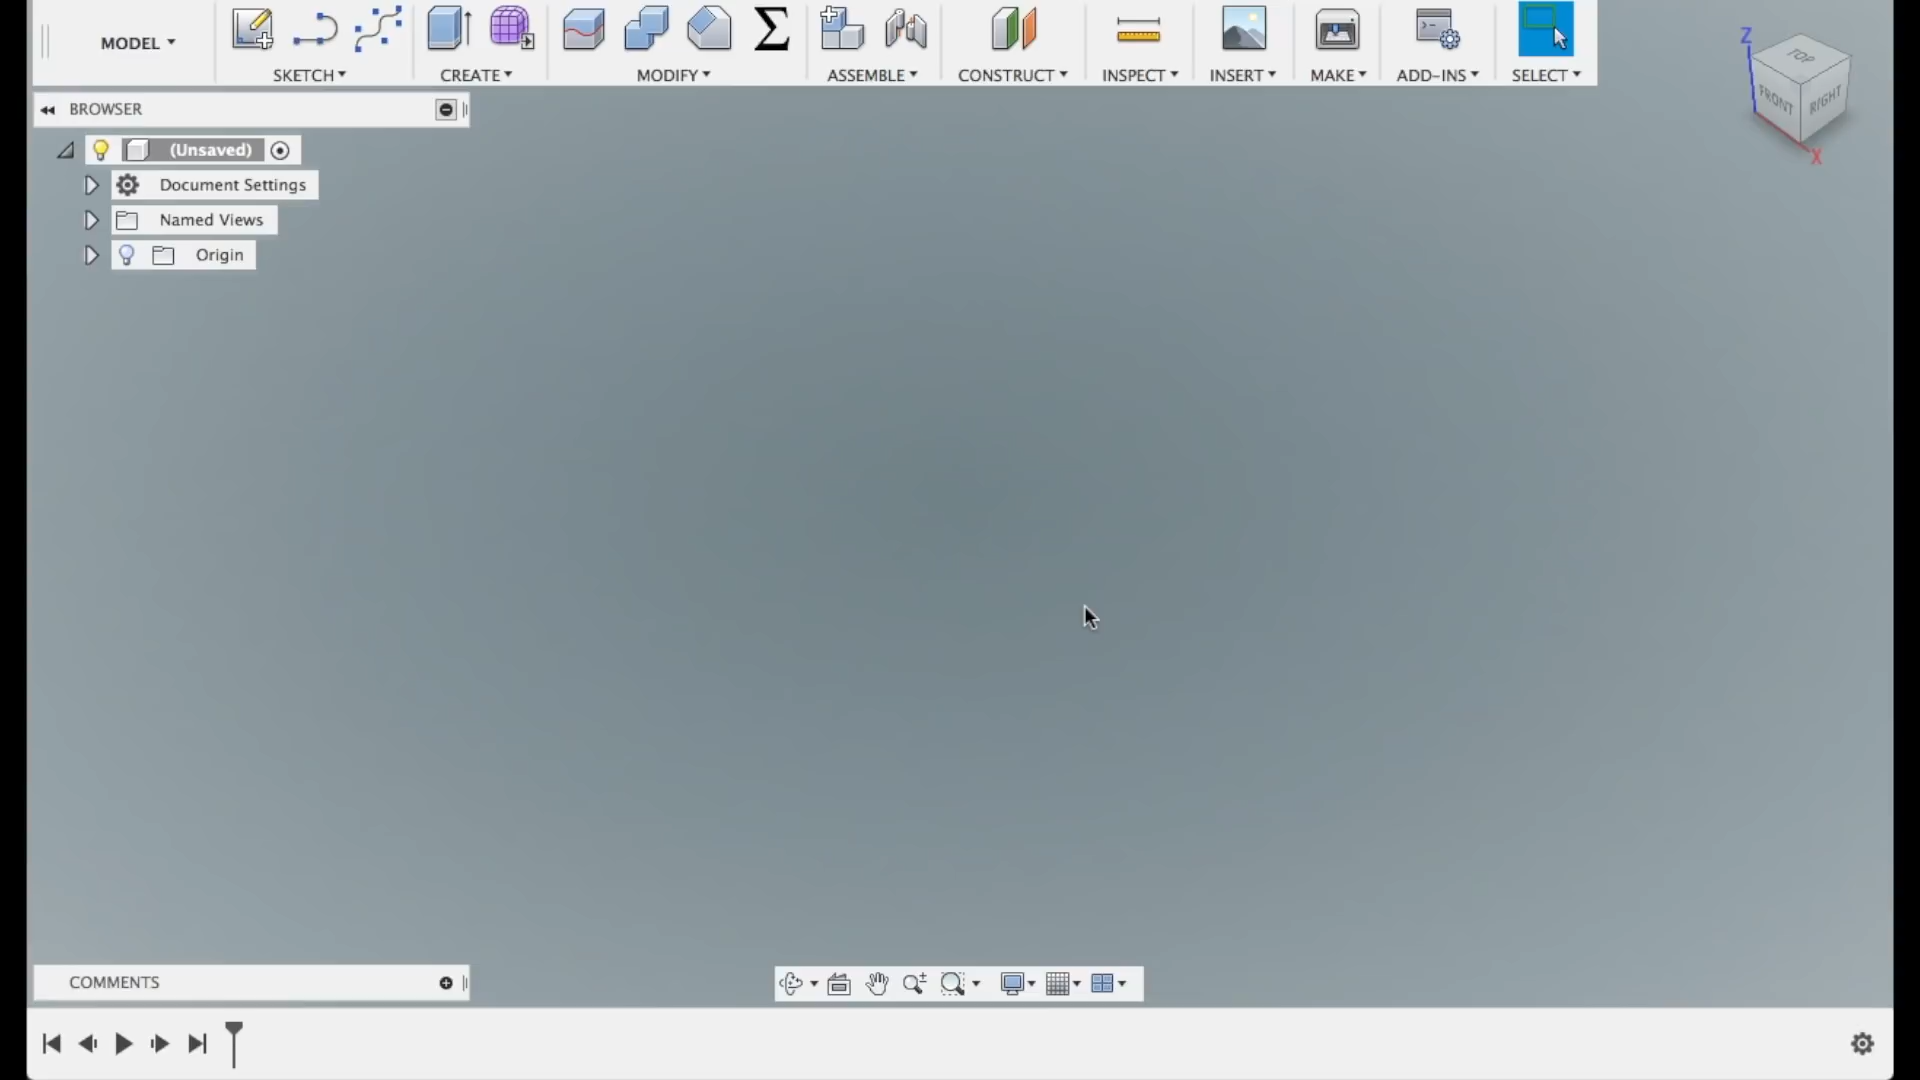 MODEL
SKETCH
CREATE
MODIFY
ASSEMBLE
CONSTRUCT
INSPECT
INSERT
MAKE
ADD-INS
SELECT
Z
TOP
FRONT
RIGHT
X
BROWSER
(Unsaved)
Document Settings
Named Views
Origin
COMMENTS